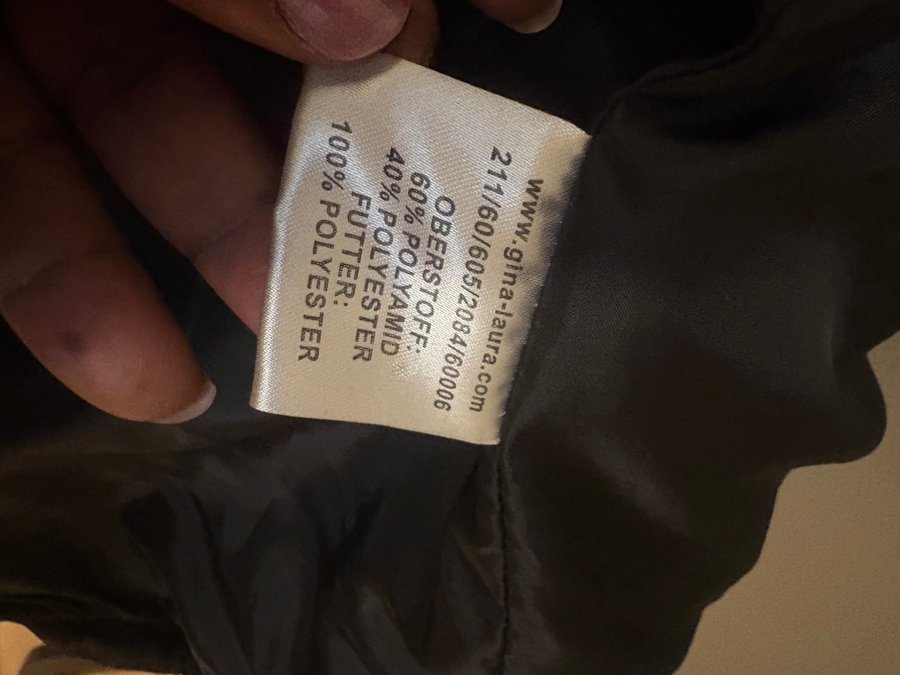 www.gina-laura.com
211/60/605/2084/60006
OBERSTOFF:
60% POLYAMID
40% POLYESTER
FUTTER:
100% POLYESTER